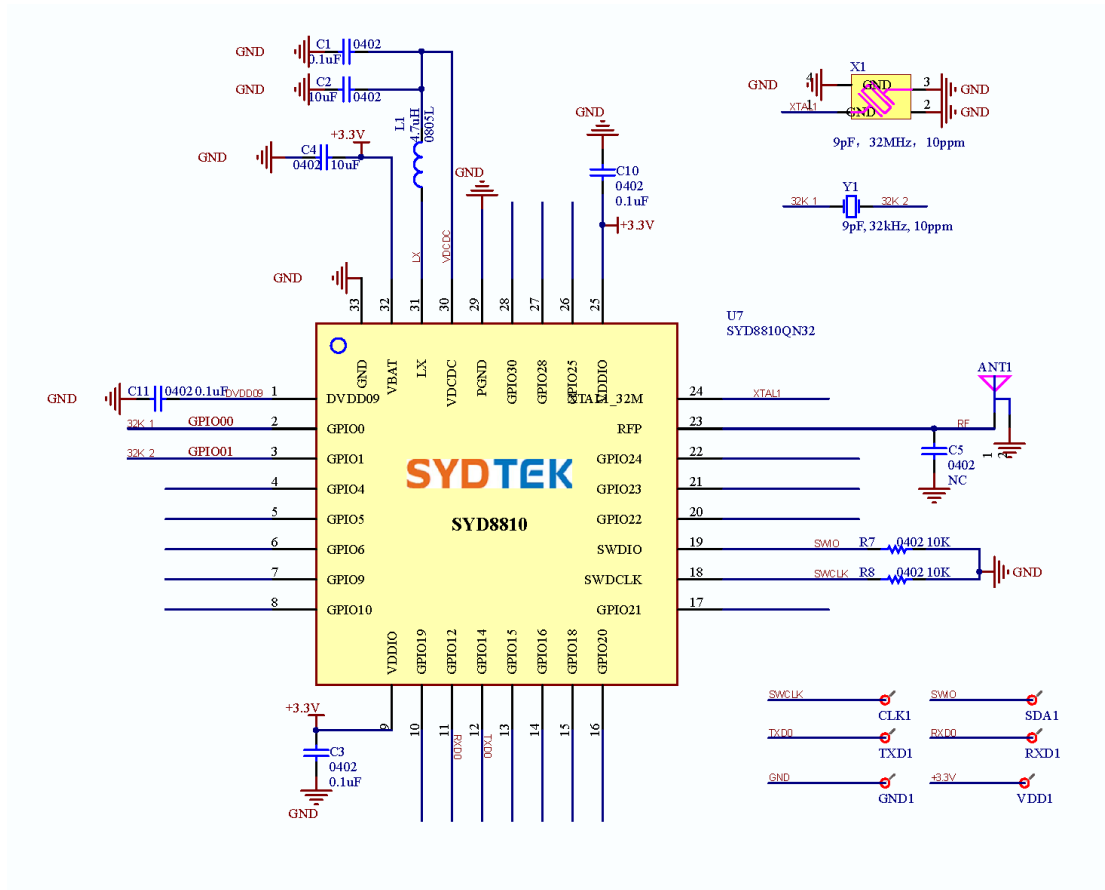 GND
C1
0402
0.1uF
GND
C2
10uF
0402
L1
4.7uH
0805L
+3.3V
GND
C4
0402
10uF
GND
GND
C10
0402
0.1uF
+3.3V
LX
VDCDC
GND
33
32
31
30
29
28
27
26
25
GND
VBAT
LX
VDCDC
PGND
GPIO30
GPIO28
GPIO25
VDDIO
X1
GND
4
GND
3
GND
XTAL1
1
GND
2
GND
9pF, 32MHz, 10ppm
Y1
32K 1
32K 2
9pF, 32kHz, 10ppm
U7
SYD8810QN32
GND
C11
0402 0.1uF
DVDD09
1
DVDD09
32K 1
GPIO00
2
GPIO0
32K 2
GPIO01
3
GPIO1
4
GPIO4
5
GPIO5
6
GPIO6
7
GPIO9
8
GPIO10
SYDTEK
SYD8810
XTAL1_32M
24
XTAL1
RFP
23
RF
ANT1
1
2
C5
0402
NC
GPIO24
22
GPIO23
21
GPIO22
20
SWDIO
19
SWIO
R7
0402 10K
SWDCLK
18
SWCLK
R8
0402 10K
GND
GPIO21
17
VDDIO
GPIO19
GPIO12
GPIO14
GPIO15
GPIO16
GPIO18
GPIO20
9
10
11
12
13
14
15
16
RXD0
TXD0
+3.3V
C3
0402
0.1uF
GND
SWCLK
CLK1
SWIO
SDA1
TXD0
TXD1
RXD0
RXD1
GND
GND1
+3.3V
VDD1